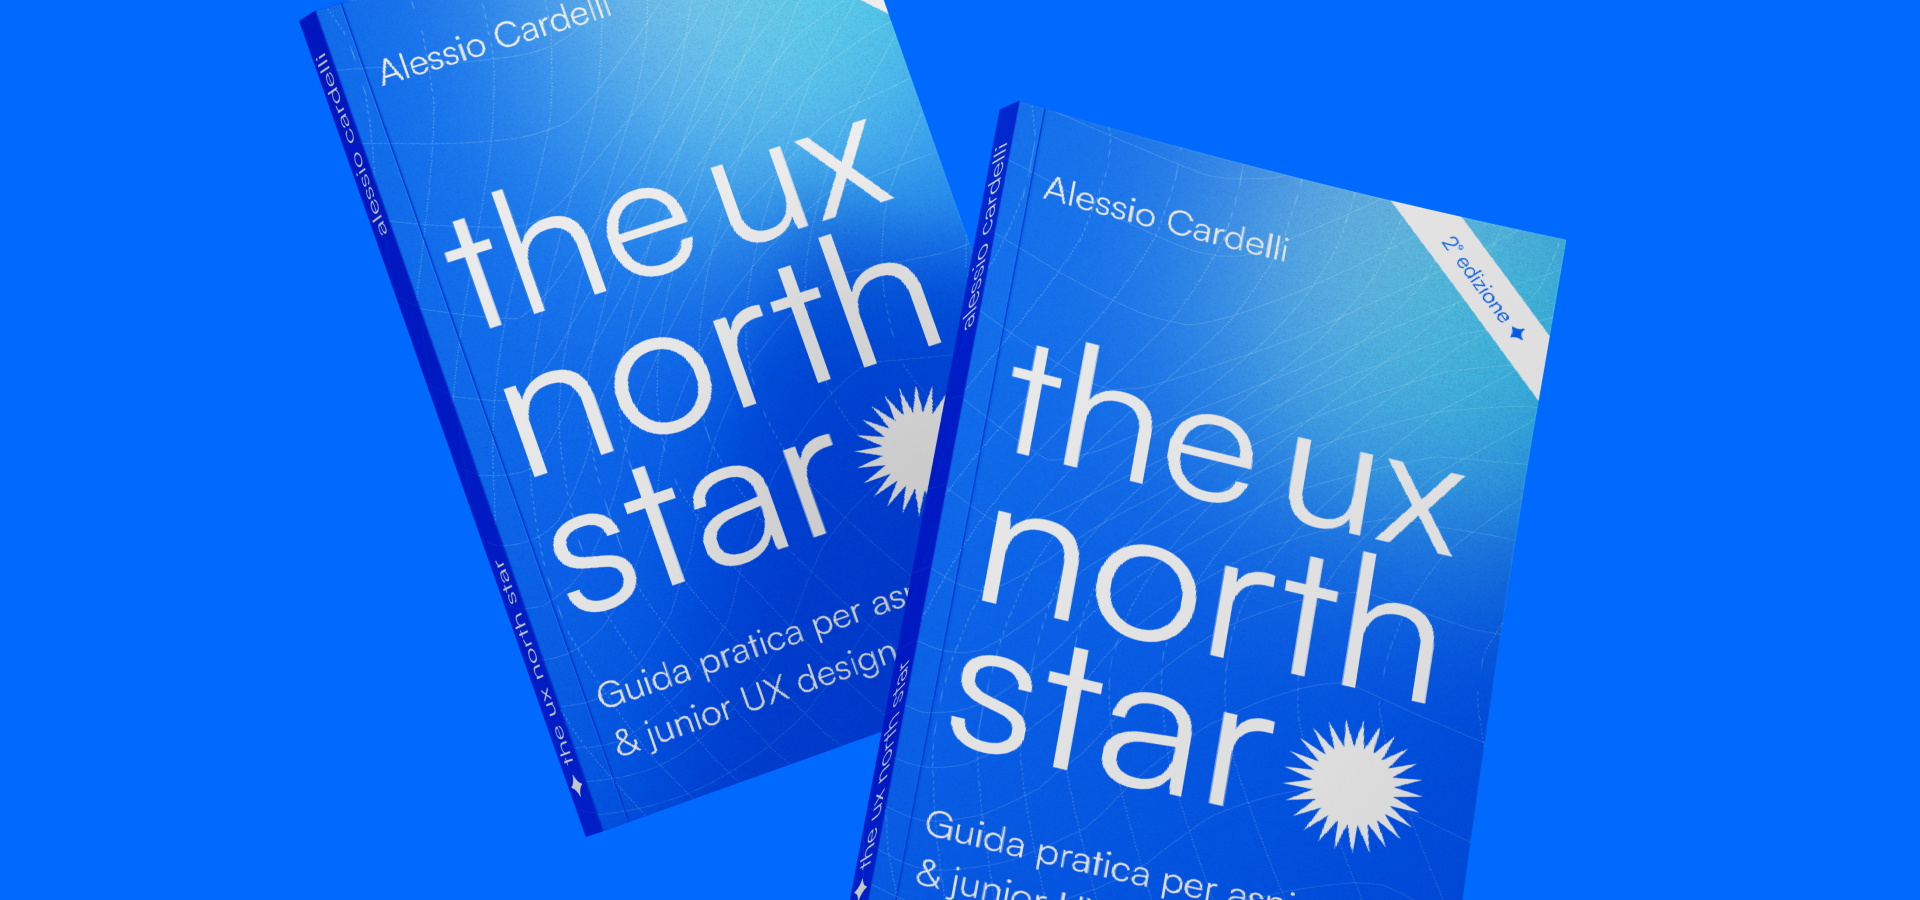 Alessio Cardelli
the ux
north
star
Guida pratica per
& junior UX design
alessio cardelli
the ux north star
Alessio Cardelli
2° edizione
the ux
north
star
Guida pratica per
& junior
alessio cardelli
the ux north star